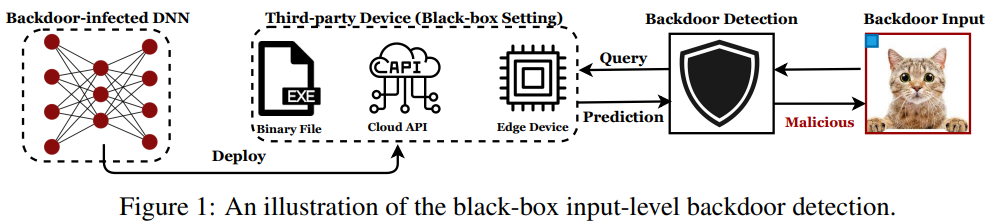 Backdoor-infected DNN
Third-party Device (Black-box Setting)
Backdoor Detection
Backdoor Input
EXE
Binary File
API
Cloud API
Edge Device
Query
Prediction
Malicious
Deploy
Figure 1: An illustration of the black-box input-level backdoor detection.